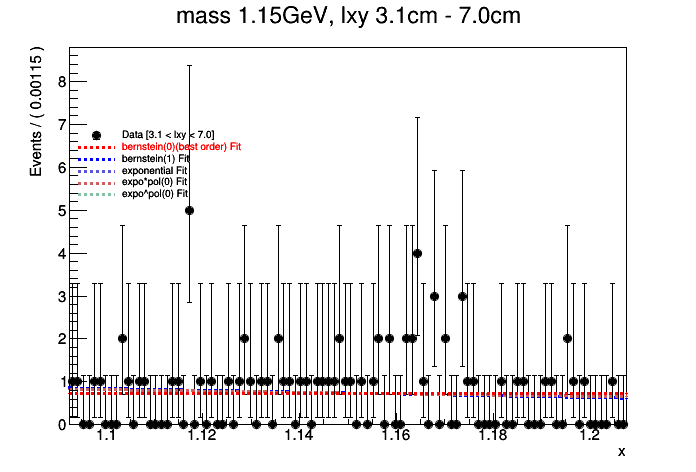 mass 1.15GeV, lxy 3.1cm - 7.0cm
Events / ( 0.00115 )
8
7
6
5
4
3
2
1
0
Data [3.1 < lxy < 7.0]
bernstein(0)(best order) Fit
bernstein(1) Fit
exponential Fit
expo*pol(0) Fit
expo^pol(0) Fit
1.1 1.12 1.14 1.16 1.18 1.2
x